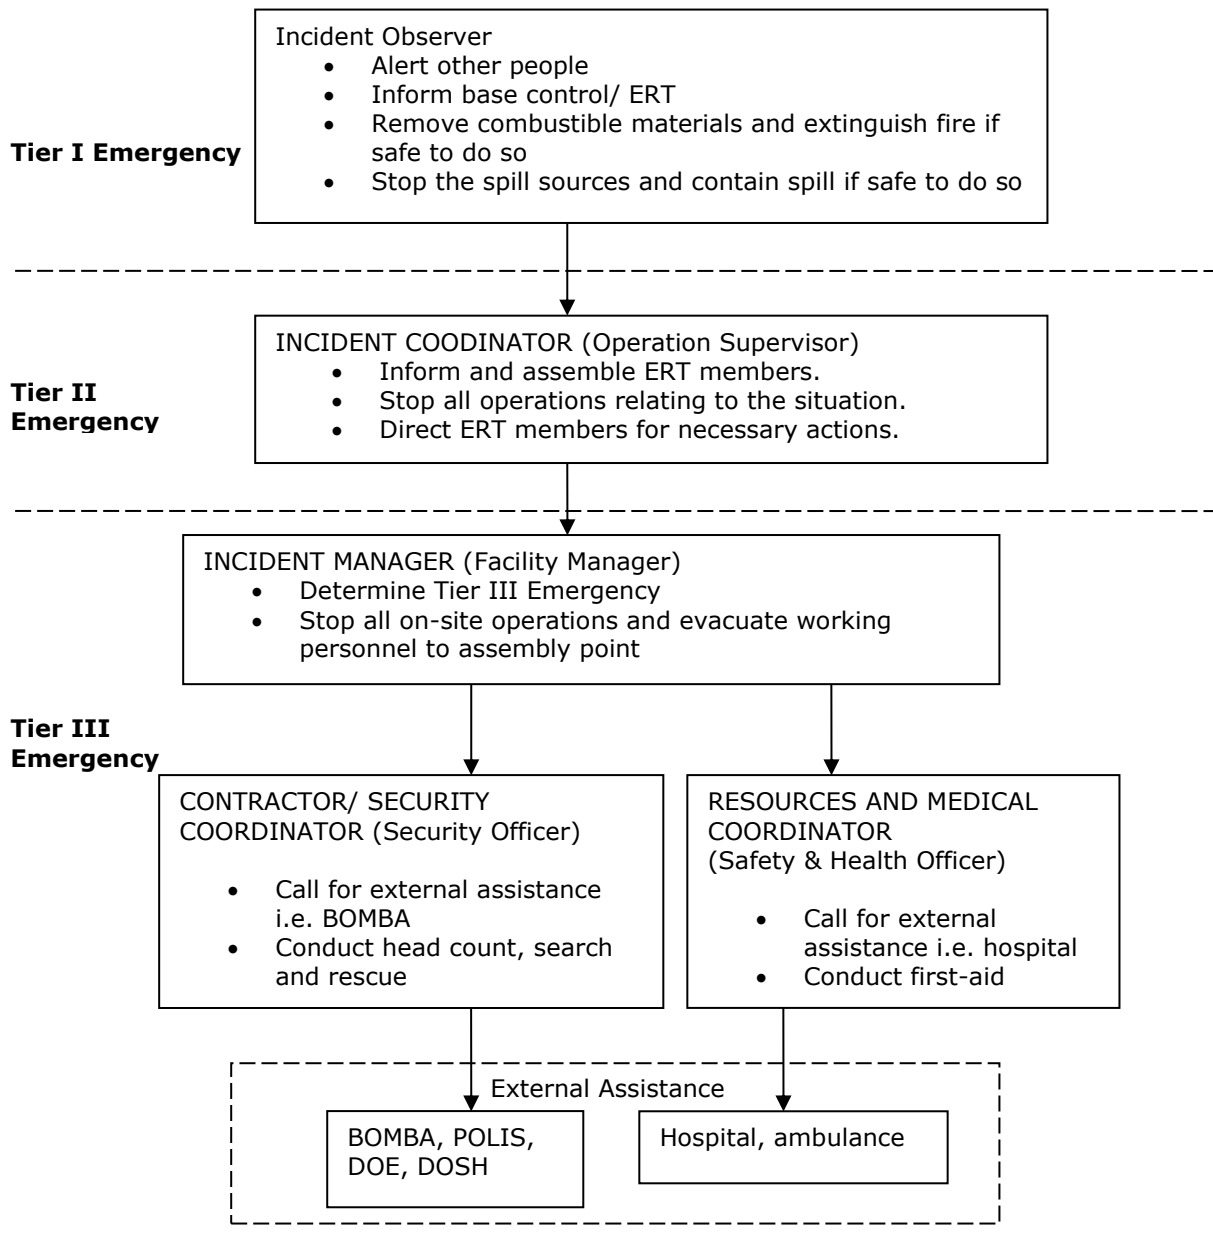 Incident Observer
• Alert other people
• Inform base control/ ERT
• Remove combustible materials and extinguish fire if
safe to do so
• Stop the spill sources and contain spill if safe to do so
Tier I Emergency
INCIDENT COODINATOR (Operation Supervisor)
• Inform and assemble ERT members.
• Stop all operations relating to the situation.
• Direct ERT members for necessary actions.
Tier II
Emergency
INCIDENT MANAGER (Facility Manager)
• Determine Tier III Emergency
• Stop all on-site operations and evacuate working
personnel to assembly point
Tier III
Emergency
CONTRACTOR/ SECURITY
COORDINATOR (Security Officer)
• Call for external assistance
i.e. BOMBA
• Conduct head count, search
and rescue
RESOURCES AND MEDICAL
COORDINATOR
(Safety & Health Officer)
• Call for external
assistance i.e. hospital
• Conduct first-aid
External Assistance
BOMBA, POLIS,
DOE, DOSH
Hospital, ambulance